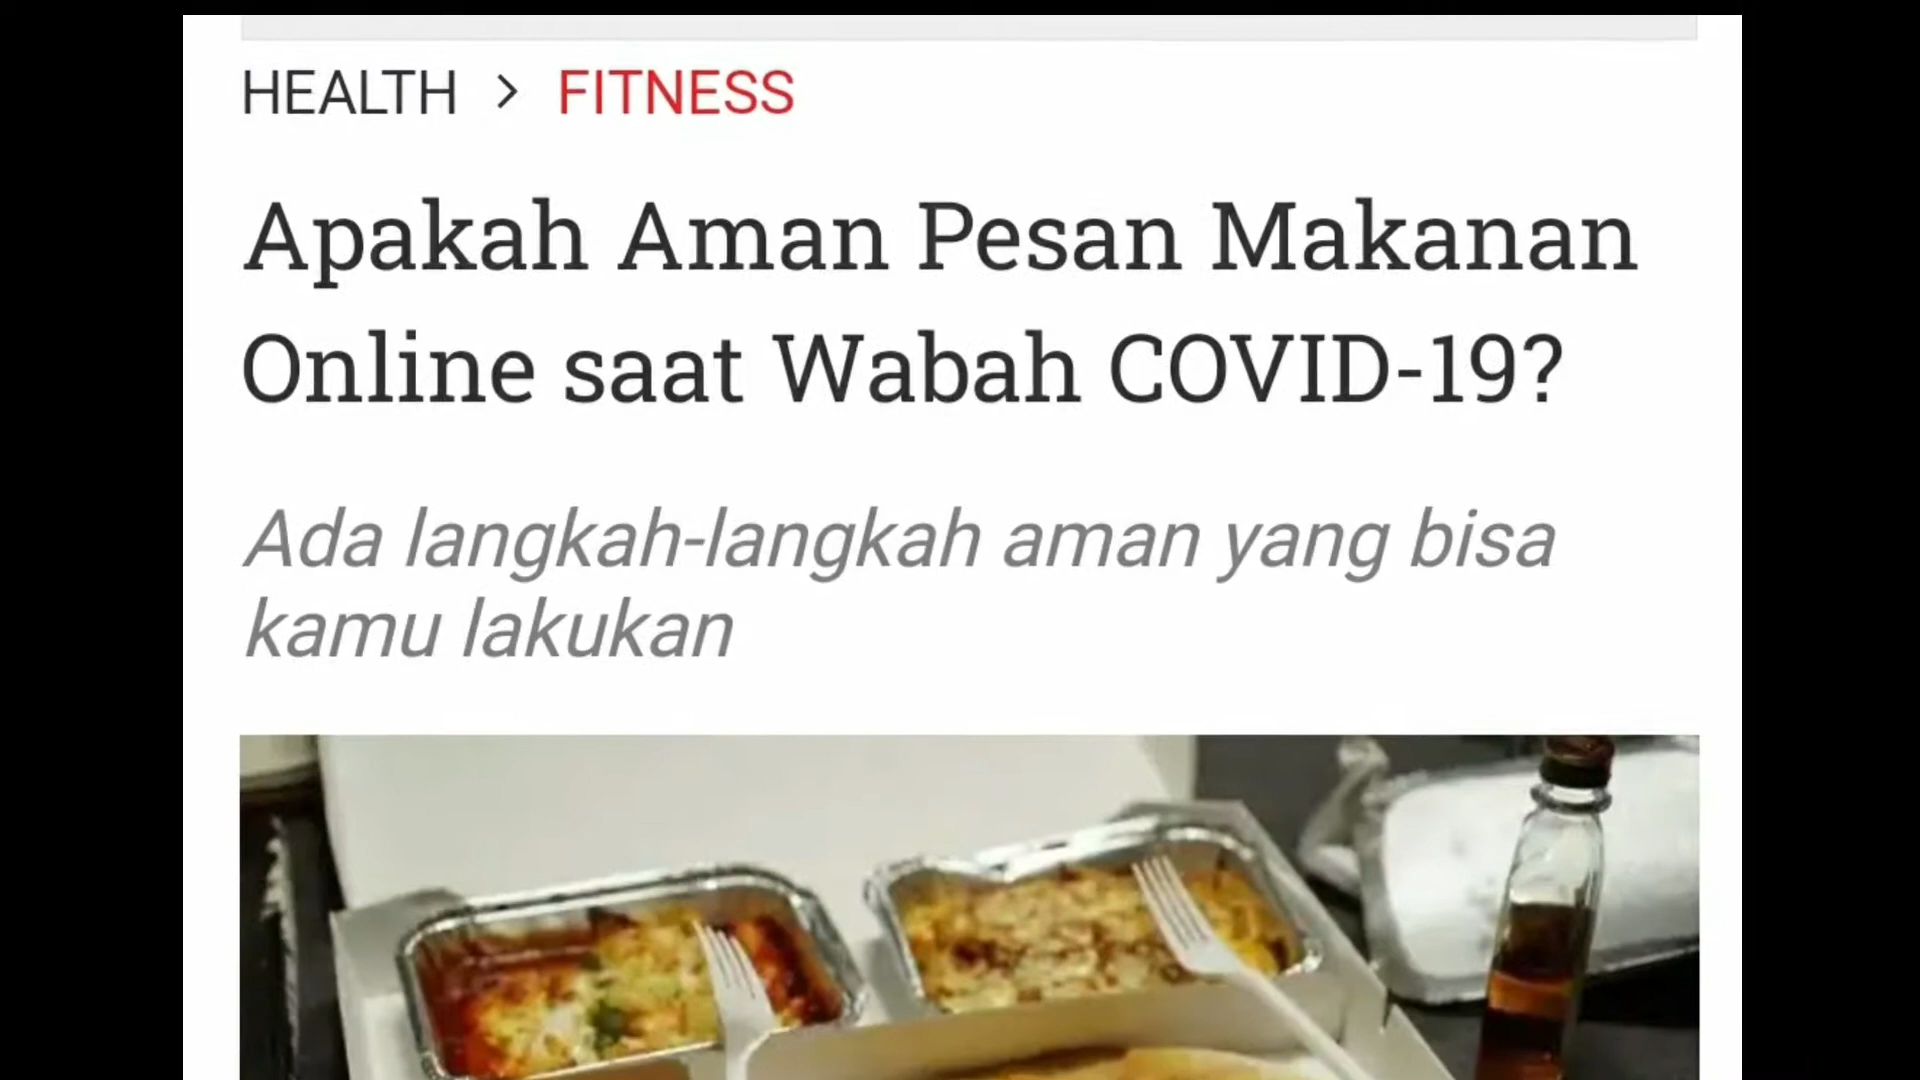 HEALTH > FITNESS
Apakah Aman Pesan Makanan
Online saat Wabah COVID-19?
Ada langkah-langkah aman yang bisa
kamu lakukan